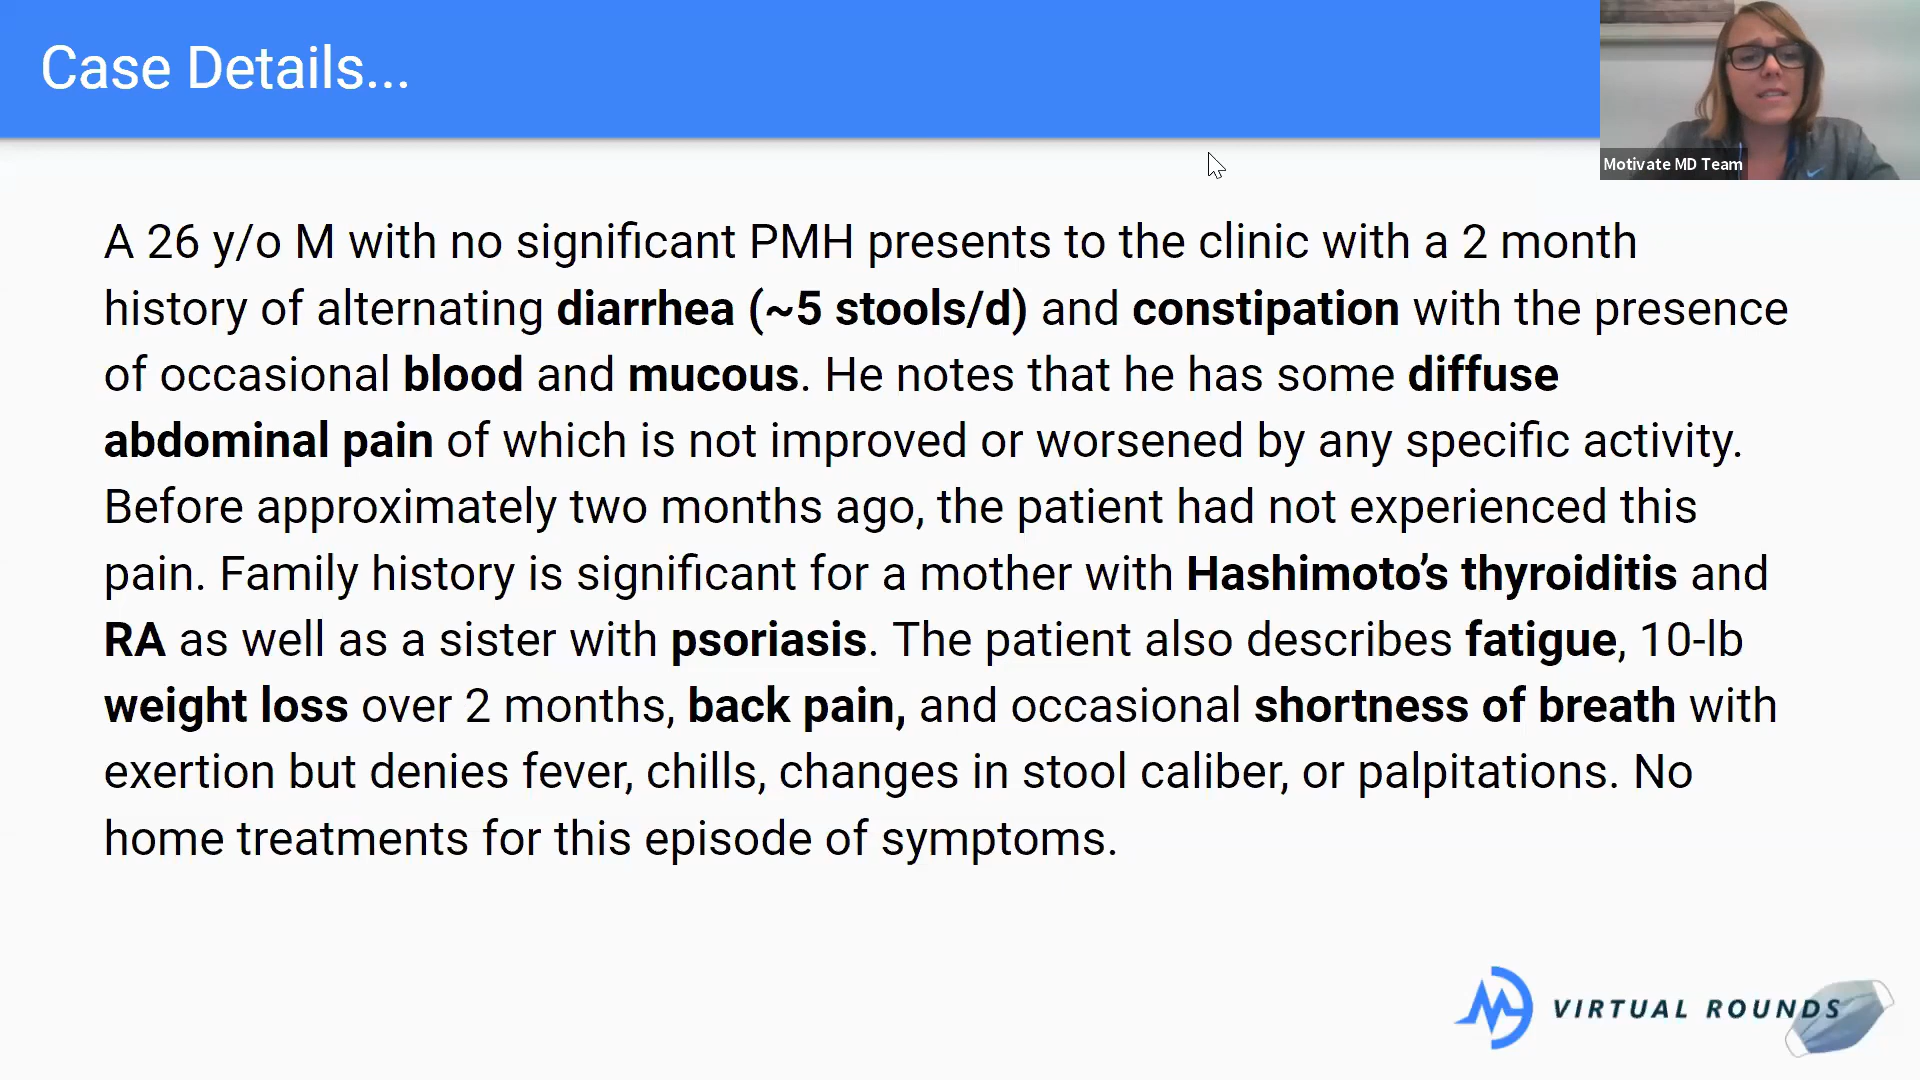 Case Details...
Motivate MD Team
A 26 y/o M with no significant PMH presents to the clinic with a 2 month
history of alternating diarrhea (~5 stools/d) and constipation with the presence
of occasional blood and mucous. He notes that he has some diffuse
abdominal pain of which is not improved or worsened by any specific activity.
Before approximately two months ago, the patient had not experienced this
pain. Family history is significant for a mother with Hashimoto’s thyroiditis and
RA as well as a sister with psoriasis. The patient also describes fatigue, 10-lb
weight loss over 2 months, back pain, and occasional shortness of breath with
exertion but denies fever, chills, changes in stool caliber, or palpitations. No
home treatments for this episode of symptoms.
VIRTUAL ROUNDS